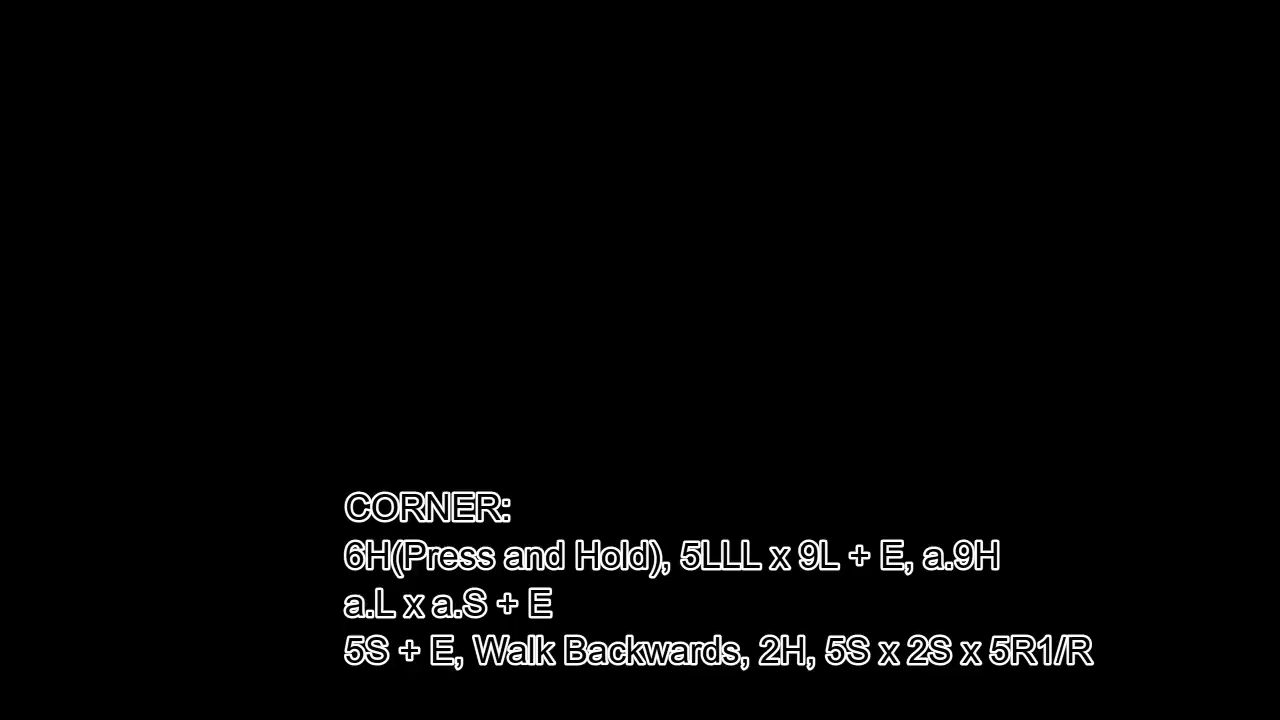 CORNER:
6H(Press and Hold), 5LLL x 9L + E, a.9H
a.L x a.S + E
5S + E, Walk Backwards, 2H, 5S x 2S x 5R1/R